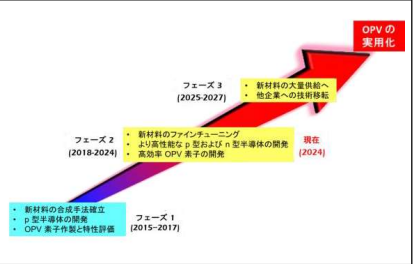 OPV の
実用化
フェーズ 3
(2025-2027)
• 新材料の大量供給へ
• 他企業への技術移転
フェーズ 2
(2018-2024)
• 新材料のファインチューニング
• より高性能な p 型および n 型半導体の開発
• 高効率 OPV 素子の開発
現在
(2024)
• 新材料の合成手法確立
• p 型半導体の開発
• OPV 素子作製と特性評価
フェーズ 1
(2015-2017)